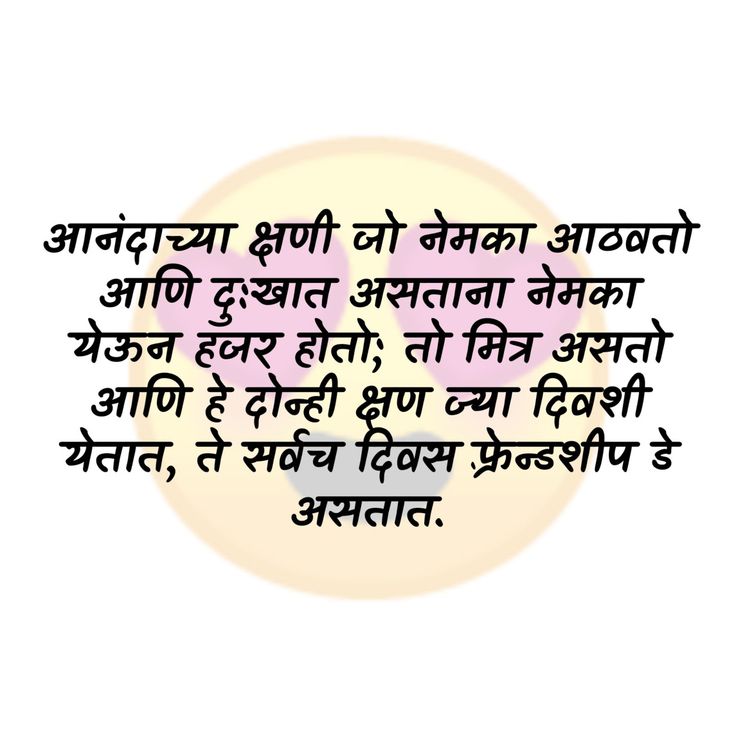 आनंदाच्या क्षणी जो नेमका आठवतो
आणि दुःखात असताना नेमका
येऊन हजर होतो; तो मित्र असतो
आणि हे दोन्ही क्षण ज्या दिवशी
येतात, ते सर्वच दिवस फ़्रेन्डशीप डे
असतात.